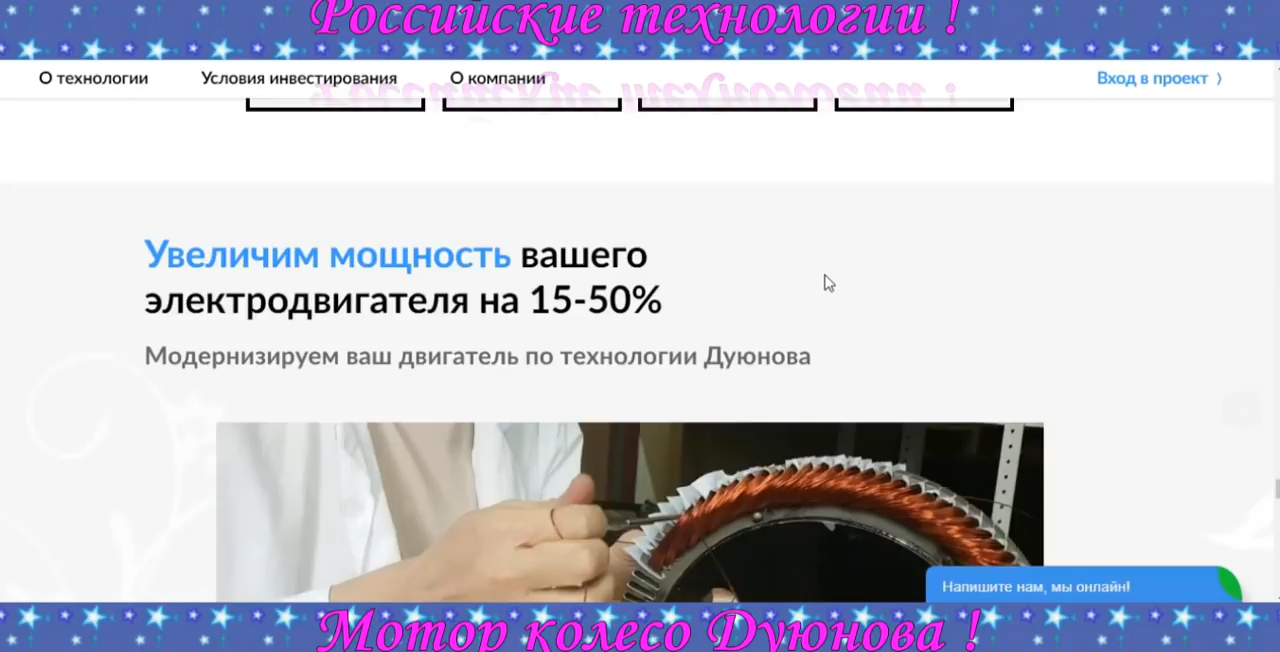 Российские технологии !
О технологии Условия инвестирования О компании Вход в проект
Увеличим мощность вашего
электродвигателя на 15-50%
Модернизируем ваш двигатель по технологии Дуюнова
Напишите нам, мы онлайн!
Мотор колесо Дуюнова !